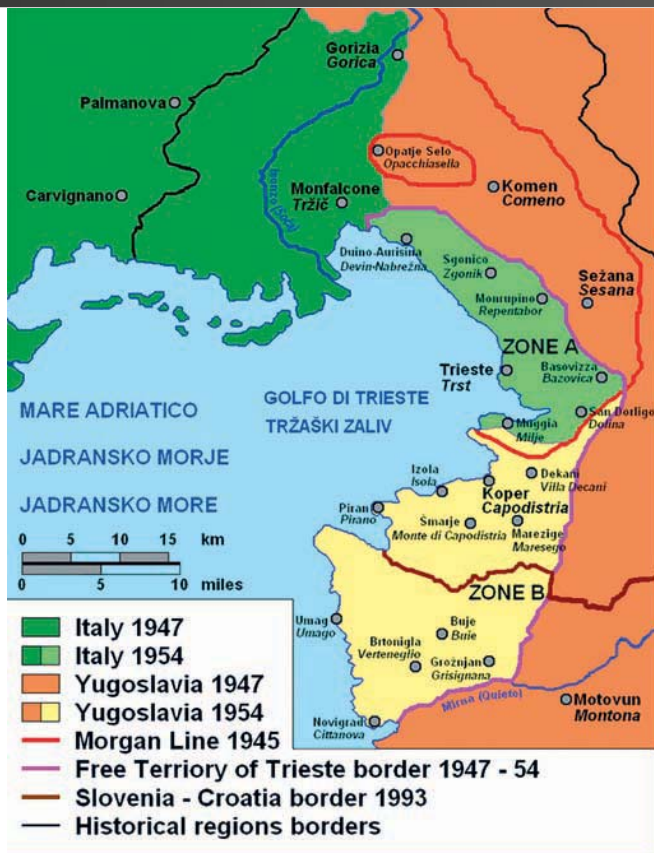 Gorizia
Gorica
Palmanova
Opatje Selo
Opacchiasella
Carvignano
Monfalcone
Tržič
Komen
Comeno
Isonzo (Soča)
Duino-Aurisina
Devin-Nabrežna
Sgonico
Zgonik
Sežana
Sesana
Monrupino
Repentabor
ZONE A
Trieste
Trst
Basovizza
Bazovica
MARE ADRIATICO
JADRANSKO MORJE
JADRANSKO MORE
GOLFO DI TRIESTE
TRŽAŠKI ZALIV
Muggia
Milje
San Dorligo
Dolina
Izola
Isola
Dekani
Villa Decani
Koper
Capodistria
Piran
Pirano
Šmarje
Monte di Capodistria
Marezige
Maresego
0 5 10 15 km
0 5 10 miles
ZONE B
Umag
Umago
Buje
Buie
Brtonigla
Verteneglio
Grožnjan
Grisignana
Mirna (Quieto)
Motovun
Montona
Novigrad
Cittanova
Italy 1947
Italy 1954
Yugoslavia 1947
Yugoslavia 1954
Morgan Line 1945
Free Terriory of Trieste border 1947 - 54
Slovenia - Croatia border 1993
Historical regions borders